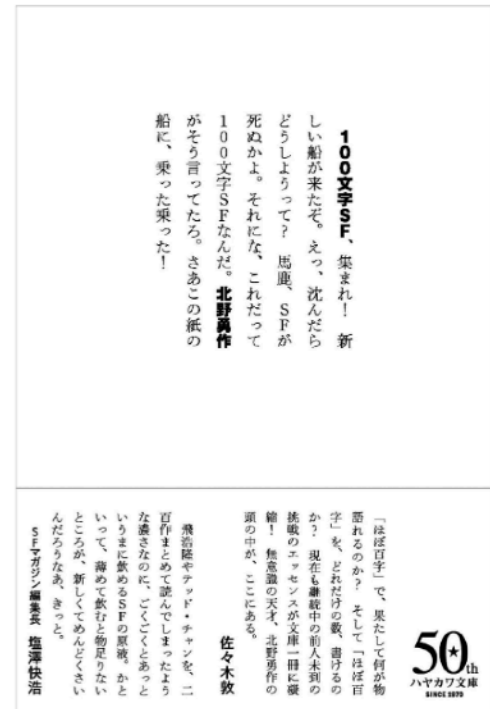 100文字SF、集まれ！　新
しい船が来たぞ。えっ、沈んだら
どうしようって？　馬鹿、SFが
死ぬかよ。それにな、これだって
100文字SFなんだ。北野勇作
がそう言ってたろ。さあこの紙の
船に、乗った乗った！
「ほぼ百字」で、果たして何が物
語れるのか？　そして「ほぼ百
字」を、どれだけの数、書けるの
か？　現在も継続中の前人未到の
挑戦のエッセンスが文庫一冊に凝
縮！　無意識の天才、北野勇作の
頭の中が、ここにある。
佐々木敦
飛浩隆やテッド・チャンを、二
百作まとめて読んでしまったよう
な濃さなのに、ごくごくとあっと
いうまに飲めるSFの原液。かと
いって、薄めて飲むと物足りない
ところが、新しくてめんどくさい
んだろうなあ、きっと。
SFマガジン編集長　塩澤快浩
50th
ハヤカワ文庫
SINCE 1970